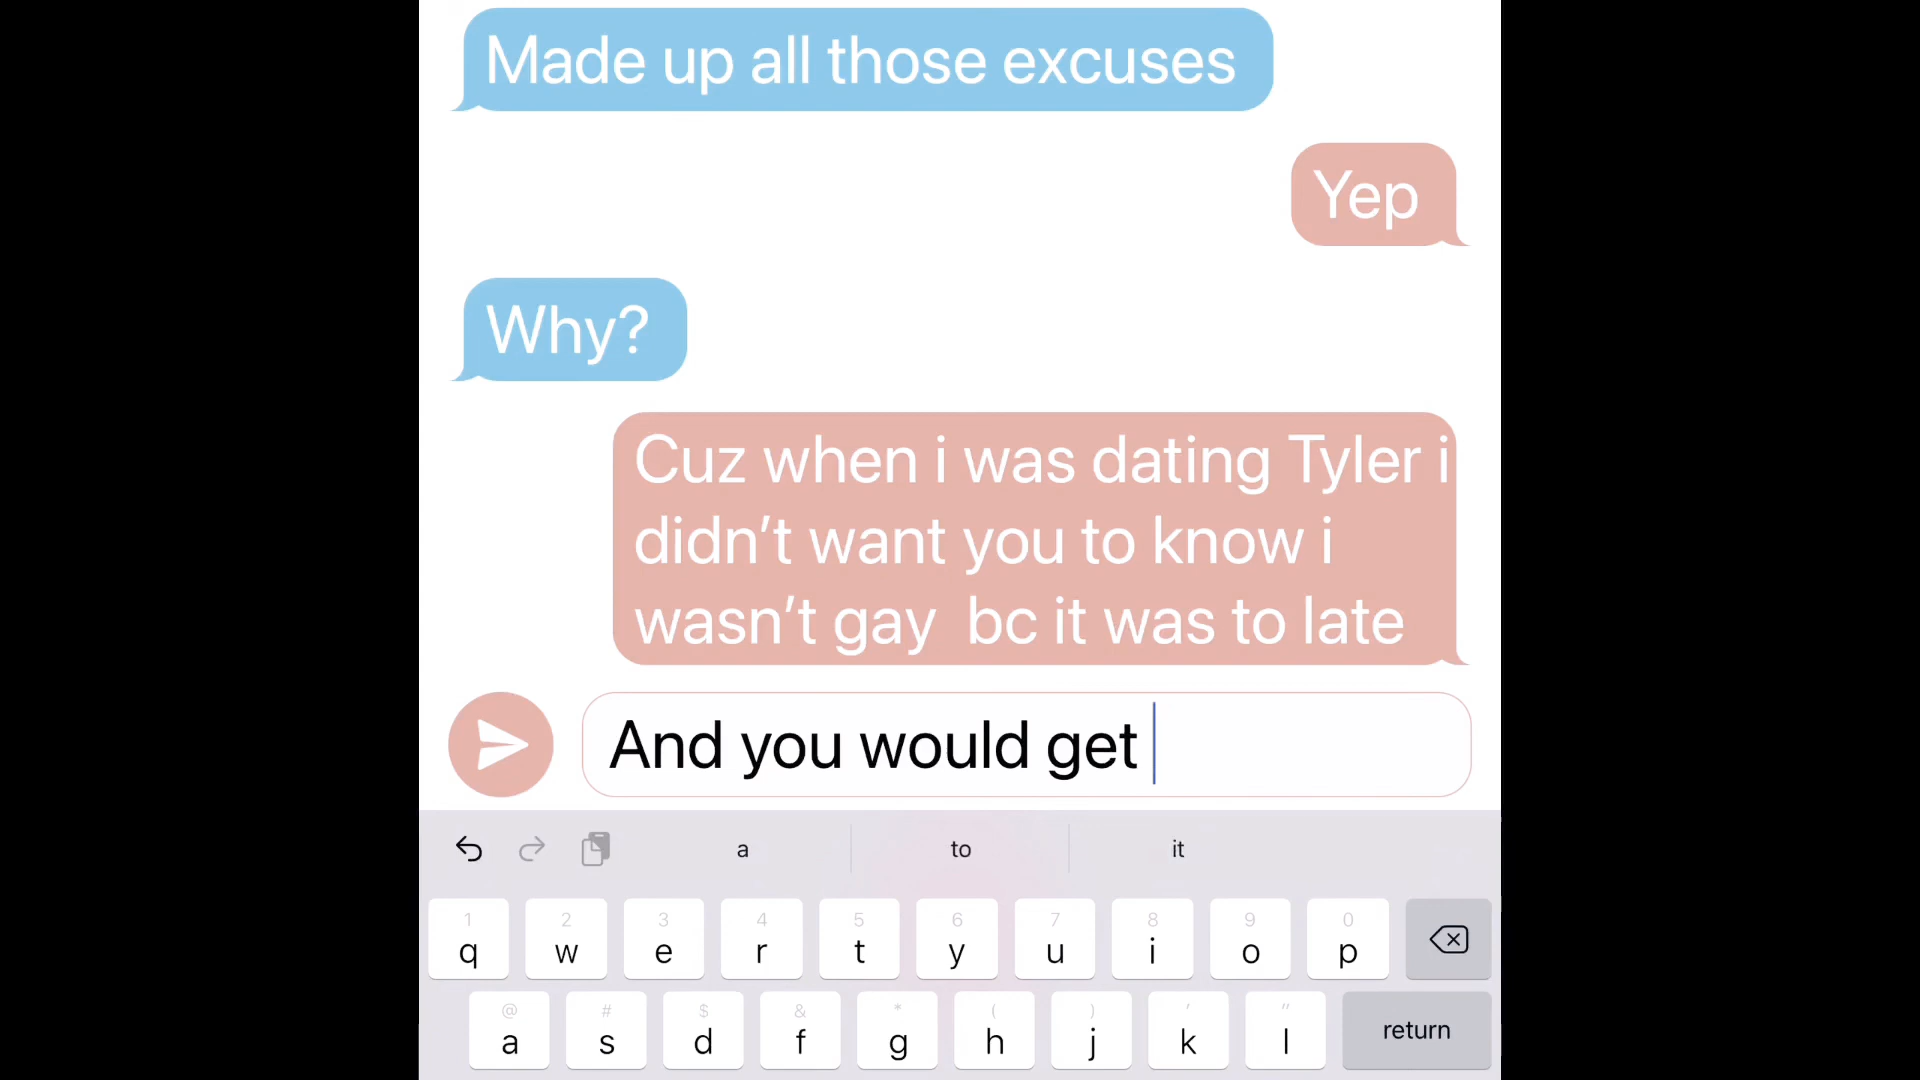 Made up all those excuses
Yep
Why?
Cuz when i was dating Tyler i
didn’t want you to know i
wasn’t gay  bc it was to late
And you would get
a to it
1 2 3 4 5 6 7 8 9 0
q w e r t y u i o p
@ # $ & * ( ) ' "
a s d f g h j k l return